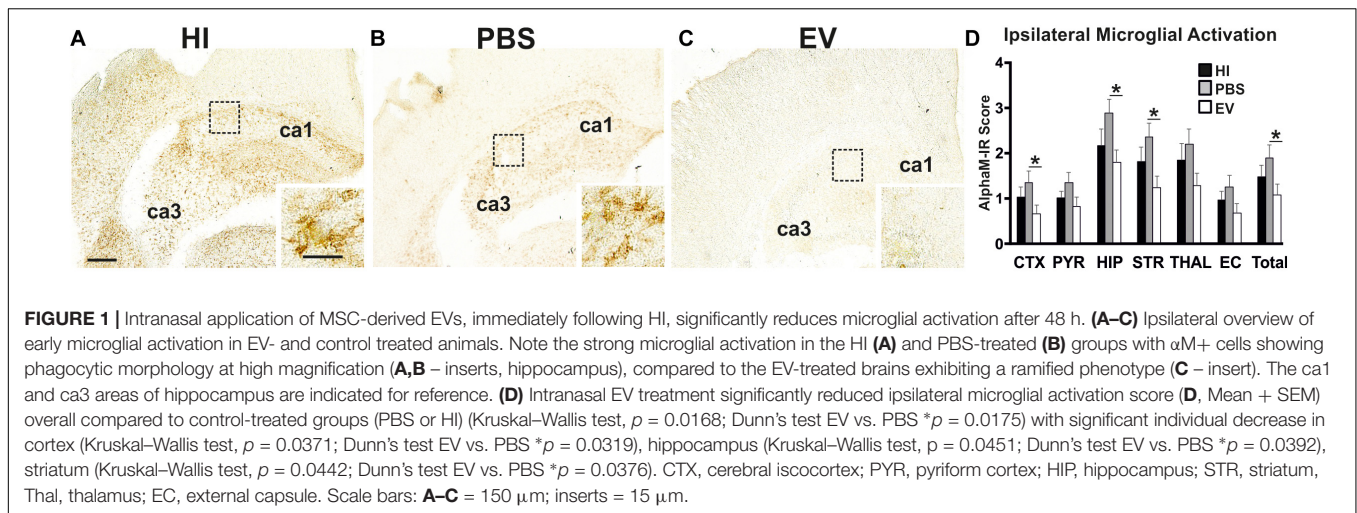 A HI
B PBS
C EV
D Ipsilateral Microglial Activation
ca1
ca3
ca1
ca3
ca1
ca3
AlphaM-IR Score
4
3
2
1
0
HI
PBS
EV
*
*
*
*
CTX PYR HIP STR THAL EC Total
FIGURE 1 | Intranasal application of MSC-derived EVs, immediately following HI, significantly reduces microglial activation after 48 h. (A–C) Ipsilateral overview of
early microglial activation in EV- and control treated animals. Note the strong microglial activation in the HI (A) and PBS-treated (B) groups with αM+ cells showing
phagocytic morphology at high magnification (A,B – inserts, hippocampus), compared to the EV-treated brains exhibiting a ramified phenotype (C – insert). The ca1
and ca3 areas of hippocampus are indicated for reference. (D) Intranasal EV treatment significantly reduced ipsilateral microglial activation score (D, Mean + SEM)
overall compared to control-treated groups (PBS or HI) (Kruskal–Wallis test, p = 0.0168; Dunn's test EV vs. PBS *p = 0.0175) with significant individual decrease in
cortex (Kruskal–Wallis test, p = 0.0371; Dunn's test EV vs. PBS *p = 0.0319), hippocampus (Kruskal–Wallis test, p = 0.0451; Dunn's test EV vs. PBS *p = 0.0392),
striatum (Kruskal–Wallis test, p = 0.0442; Dunn's test EV vs. PBS *p = 0.0376). CTX, cerebral iscocortex; PYR, pyriform cortex; HIP, hippocampus; STR, striatum,
Thal, thalamus; EC, external capsule. Scale bars: A–C = 150 μm; inserts = 15 μm.